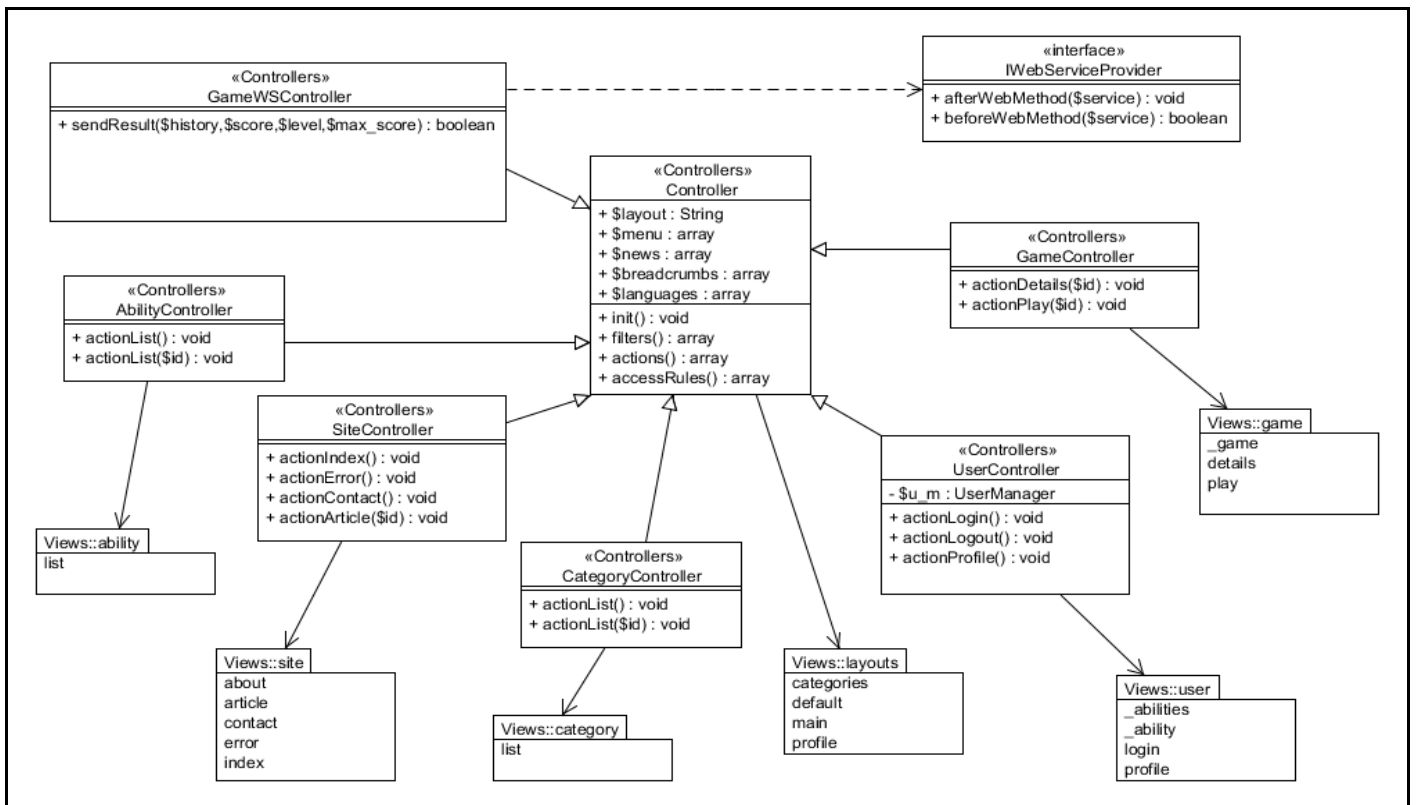 «Controllers»
GameWSController
+ sendResult($history,$score,$level,$max_score) : boolean
«interface»
IWebServiceProvider
+ afterWebMethod($service) : void
+ beforeWebMethod($service) : boolean
«Controllers»
Controller
+ $layout : String
+ $menu : array
+ $news : array
+ $breadcrumbs : array
+ $languages : array
+ init() : void
+ filters() : array
+ actions() : array
+ accessRules() : array
«Controllers»
GameController
+ actionDetails($id) : void
+ actionPlay($id) : void
«Controllers»
AbilityController
+ actionList() : void
+ actionList($id) : void
«Controllers»
SiteController
+ actionIndex() : void
+ actionError() : void
+ actionContact() : void
+ actionArticle($id) : void
Views::game
_game
details
play
«Controllers»
UserController
- $u_m : UserManager
+ actionLogin() : void
+ actionLogout() : void
+ actionProfile() : void
Views::ability
list
«Controllers»
CategoryController
+ actionList() : void
+ actionList($id) : void
Views::site
about
article
contact
error
index
Views::category
list
Views::layouts
categories
default
main
profile
Views::user
_abilities
_ability
login
profile